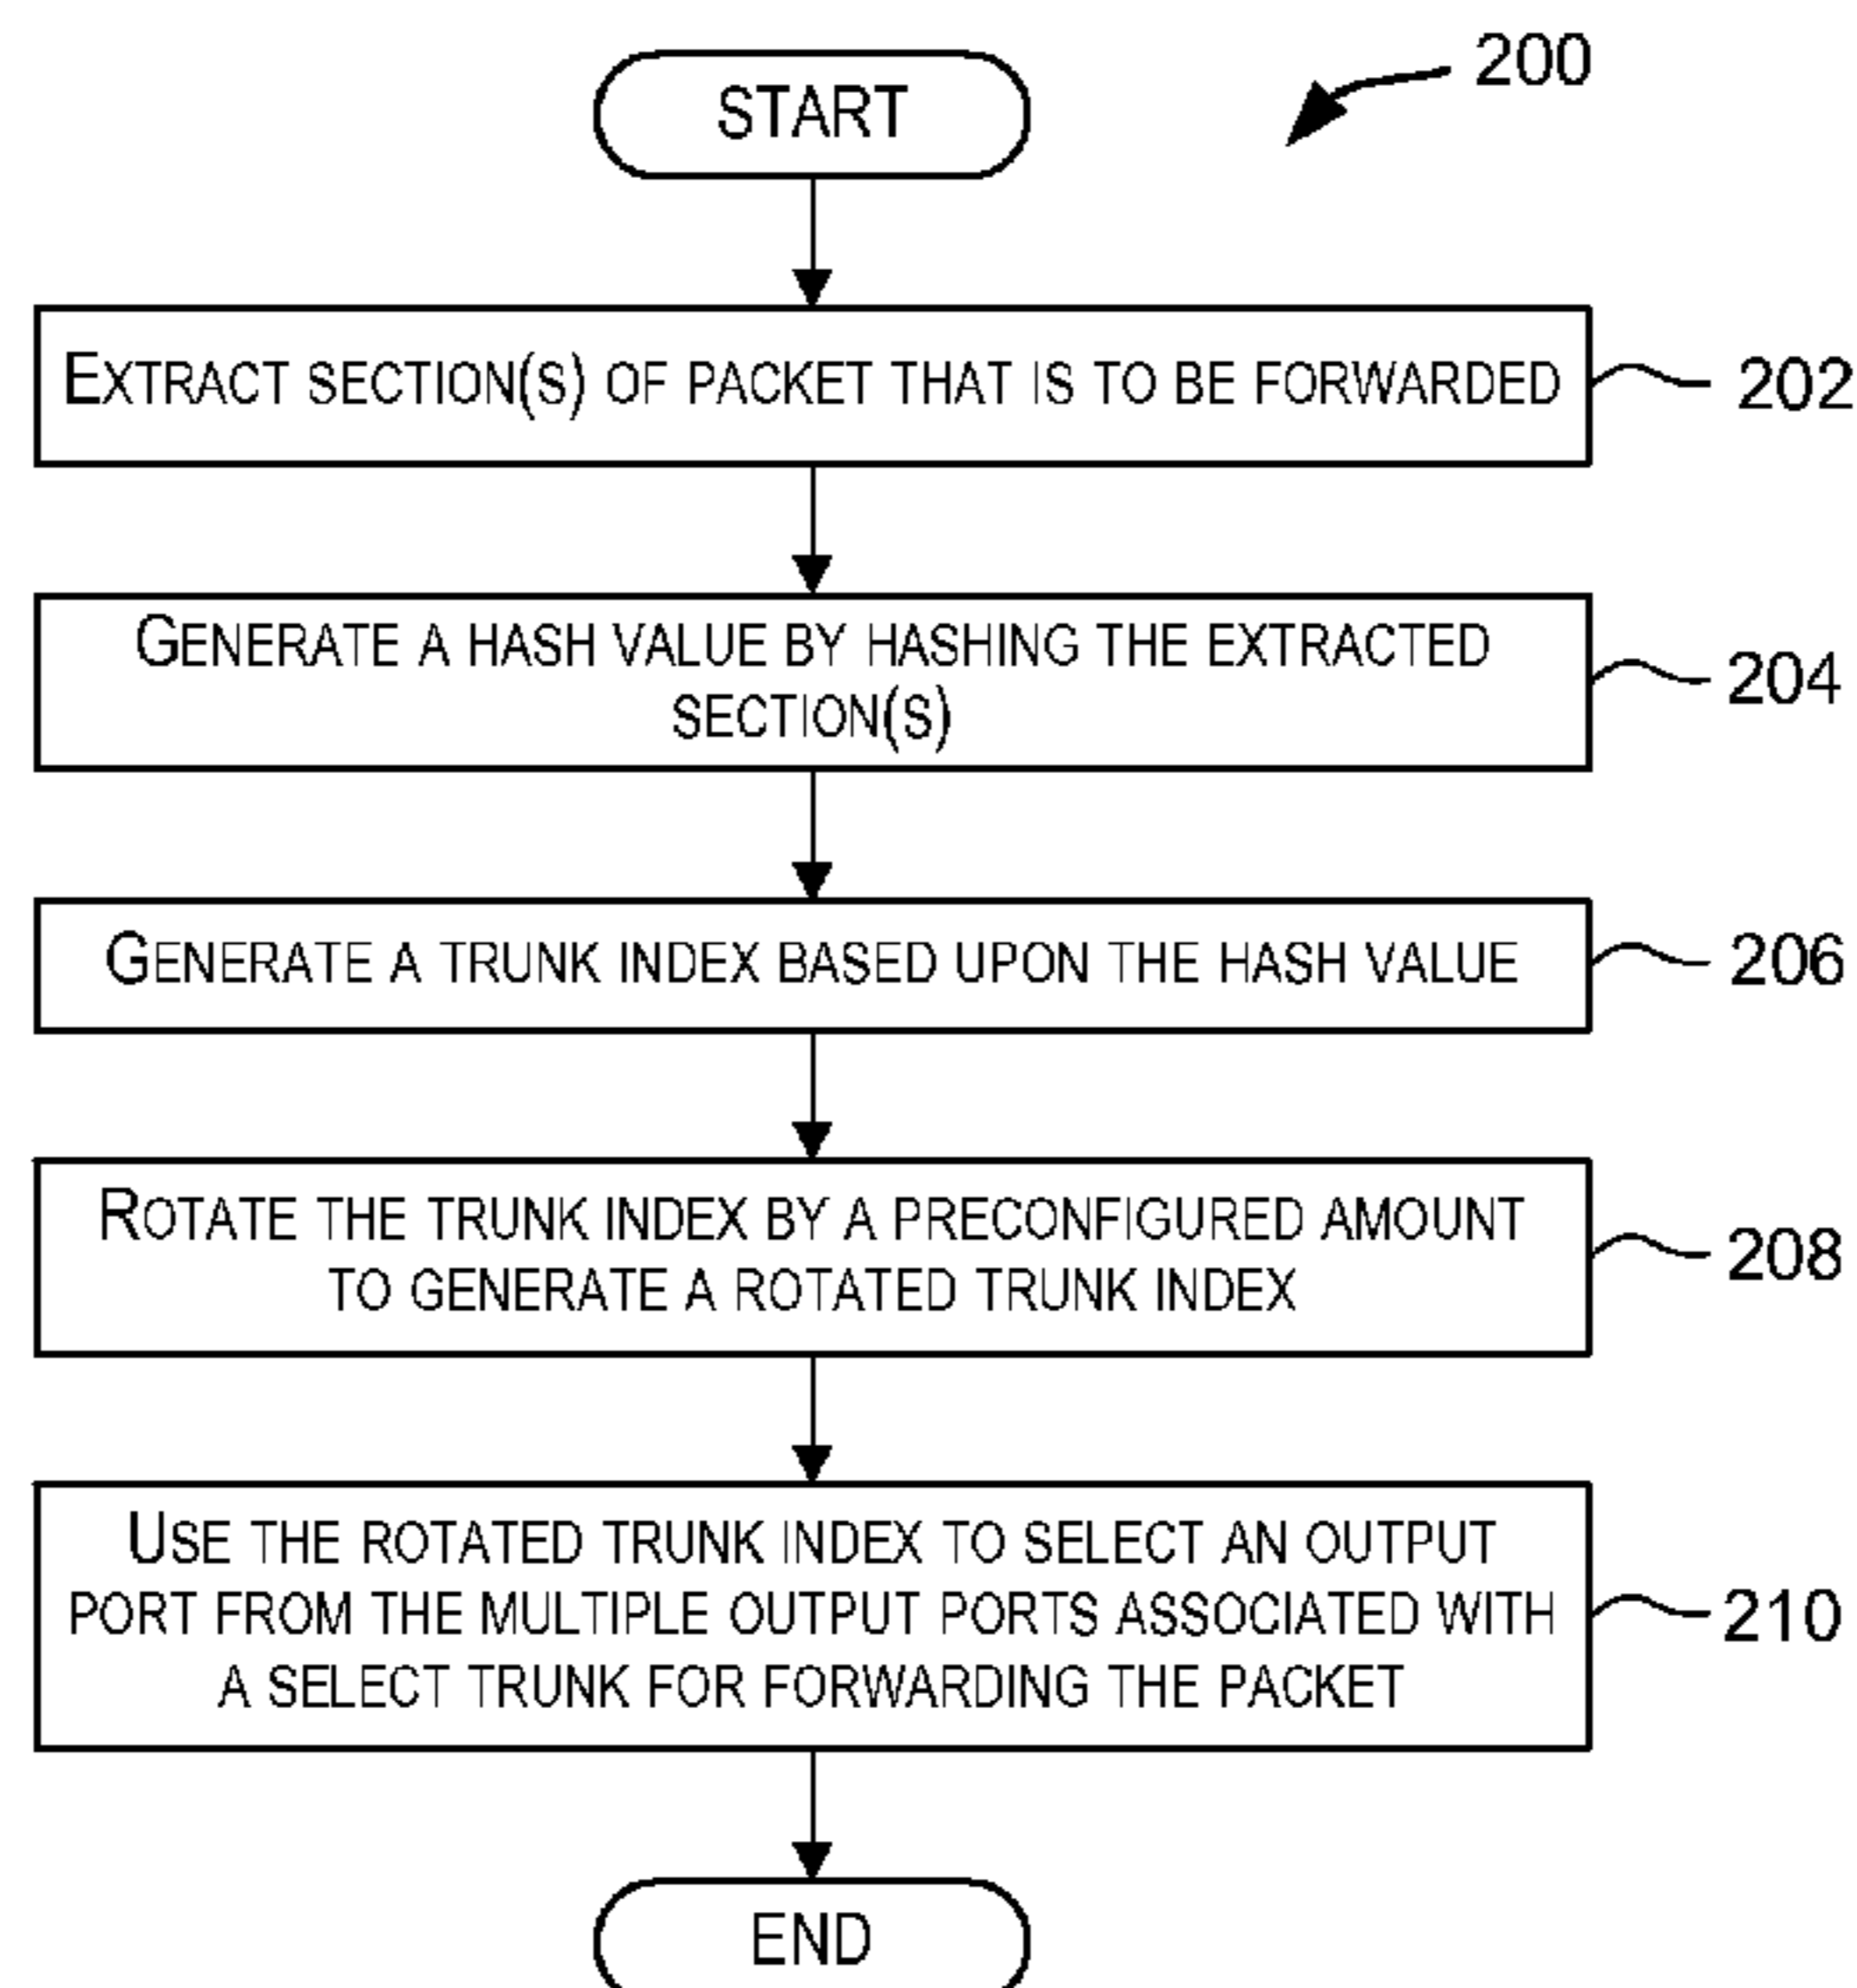 START
200
EXTRACT SECTION(S) OF PACKET THAT IS TO BE FORWARDED
202
GENERATE A HASH VALUE BY HASHING THE EXTRACTED
SECTION(S)
204
GENERATE A TRUNK INDEX BASED UPON THE HASH VALUE
206
ROTATE THE TRUNK INDEX BY A PRECONFIGURED AMOUNT
TO GENERATE A ROTATED TRUNK INDEX
208
USE THE ROTATED TRUNK INDEX TO SELECT AN OUTPUT
PORT FROM THE MULTIPLE OUTPUT PORTS ASSOCIATED WITH
A SELECT TRUNK FOR FORWARDING THE PACKET
210
END